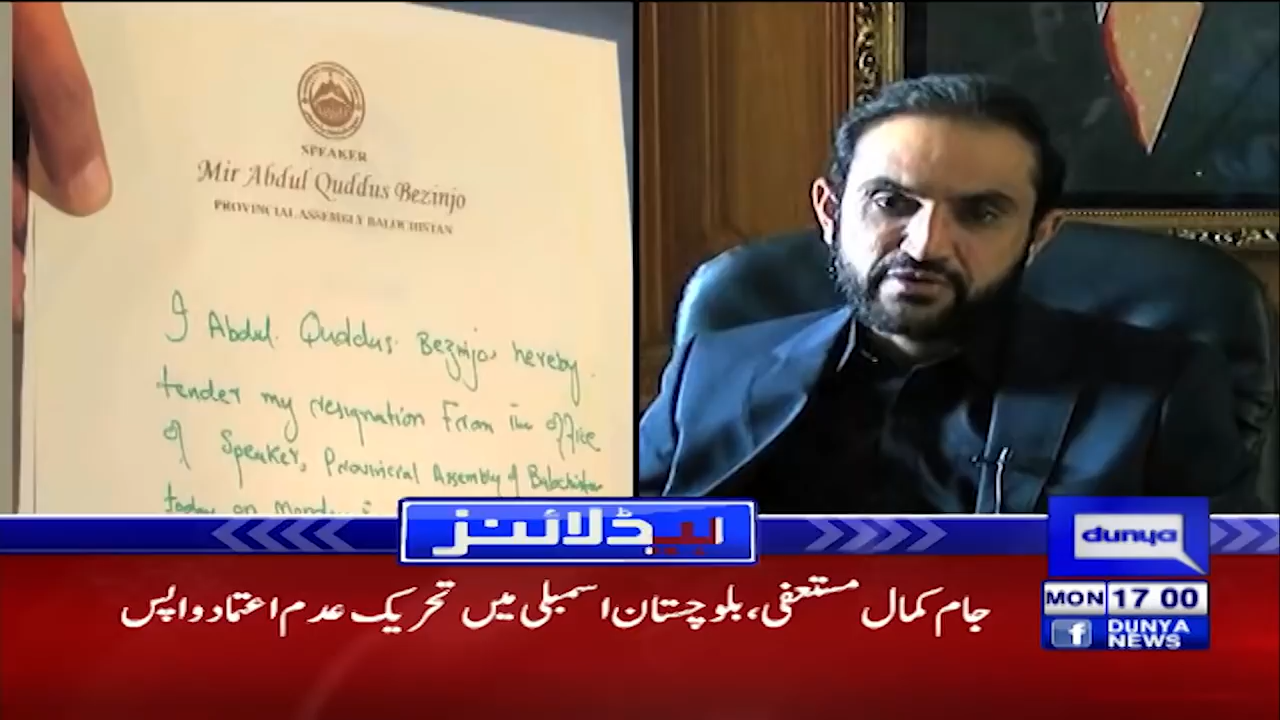 SPEAKER
Mir Abdul Quddus Bezinjo
PROVINCIAL ASSEMBLY BALOCHISTAN
I Abdul Quddus Bezinjo hereby
tender my resignation From the office
of Speaker, Provincial Assembly of Balochistan
today on
ہیڈلائنز
dunya
جام کمال مستعفی، بلوچستان اسمبلی میں تحریک عدم اعتماد واپس
MON 17 00
DUNYA
NEWS